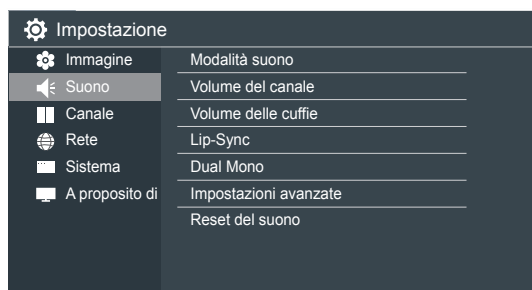 Impostazione
Immagine
Suono
Canale
Rete
Sistema
A proposito di
Modalità suono
Volume del canale
Volume delle cuffie
Lip-Sync
Dual Mono
Impostazioni avanzate
Reset del suono